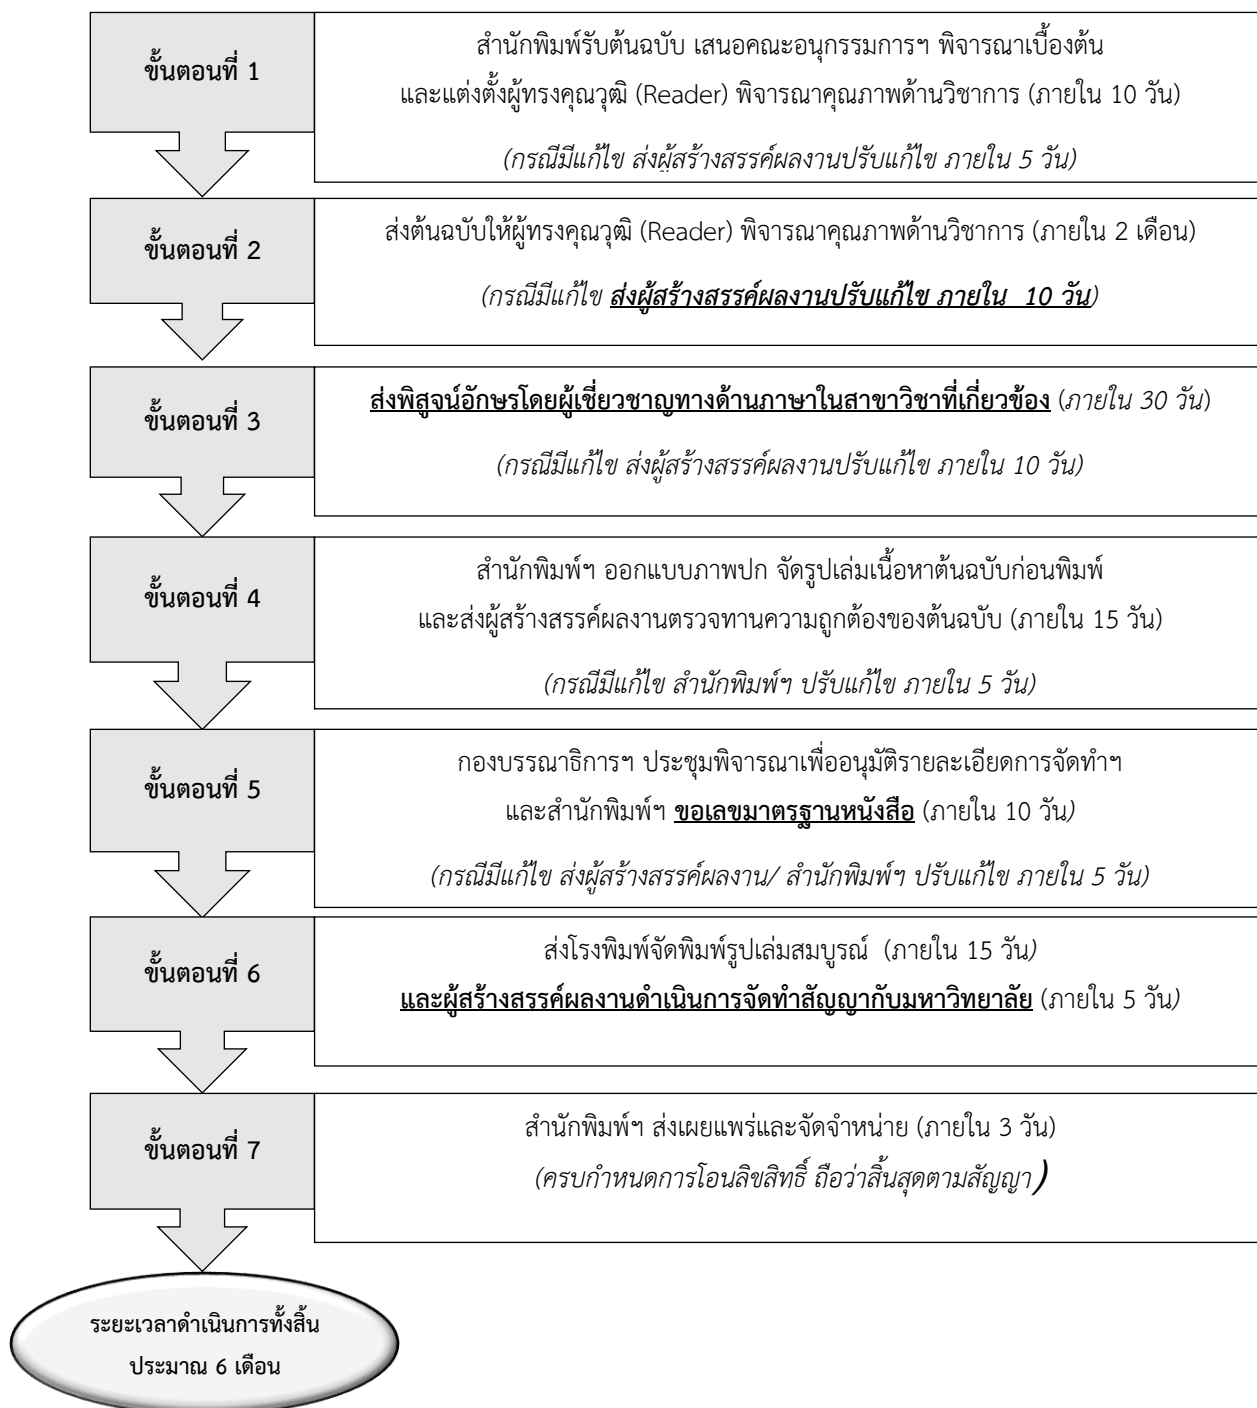 ขั้นตอนที่ 1
สำนักพิมพ์รับต้นฉบับ เสนอคณะอนุกรรมการฯ พิจารณาเบื้องต้น
และแต่งตั้งผู้ทรงคุณวุฒิ (Reader) พิจารณาคุณภาพด้านวิชาการ (ภายใน 10 วัน)
(กรณีมีแก้ไข ส่งผู้สร้างสรรค์ผลงานปรับแก้ไข ภายใน 5 วัน)
ขั้นตอนที่ 2
ส่งต้นฉบับให้ผู้ทรงคุณวุฒิ (Reader) พิจารณาคุณภาพด้านวิชาการ (ภายใน 2 เดือน)
(กรณีมีแก้ไข ส่งผู้สร้างสรรค์ผลงานปรับแก้ไข ภายใน 10 วัน)
ขั้นตอนที่ 3
ส่งพิสูจน์อักษรโดยผู้เชี่ยวชาญทางด้านภาษาในสาขาวิชาที่เกี่ยวข้อง (ภายใน 30 วัน)
(กรณีมีแก้ไข ส่งผู้สร้างสรรค์ผลงานปรับแก้ไข ภายใน 10 วัน)
ขั้นตอนที่ 4
สำนักพิมพ์ฯ ออกแบบภาพปก จัดรูปเล่มเนื้อหาต้นฉบับก่อนพิมพ์
และส่งผู้สร้างสรรค์ผลงานตรวจทานความถูกต้องของต้นฉบับ (ภายใน 15 วัน)
(กรณีมีแก้ไข สำนักพิมพ์ฯ ปรับแก้ไข ภายใน 5 วัน)
ขั้นตอนที่ 5
กองบรรณาธิการฯ ประชุมพิจารณาเพื่ออนุมัติรายละเอียดการจัดทำฯ
และสำนักพิมพ์ฯ ขอเลขมาตรฐานหนังสือ (ภายใน 10 วัน)
(กรณีมีแก้ไข ส่งผู้สร้างสรรค์ผลงาน/ สำนักพิมพ์ฯ ปรับแก้ไข ภายใน 5 วัน)
ขั้นตอนที่ 6
ส่งโรงพิมพ์จัดพิมพ์รูปเล่มสมบูรณ์ (ภายใน 15 วัน)
และผู้สร้างสรรค์ผลงานดำเนินการจัดทำสัญญากับมหาวิทยาลัย (ภายใน 5 วัน)
ขั้นตอนที่ 7
สำนักพิมพ์ฯ ส่งเผยแพร่และจัดจำหน่าย (ภายใน 3 วัน)
(ครบกำหนดการโอนลิขสิทธิ์ ถือว่าสิ้นสุดตามสัญญา)
ระยะเวลาดำเนินการทั้งสิ้น
ประมาณ 6 เดือน